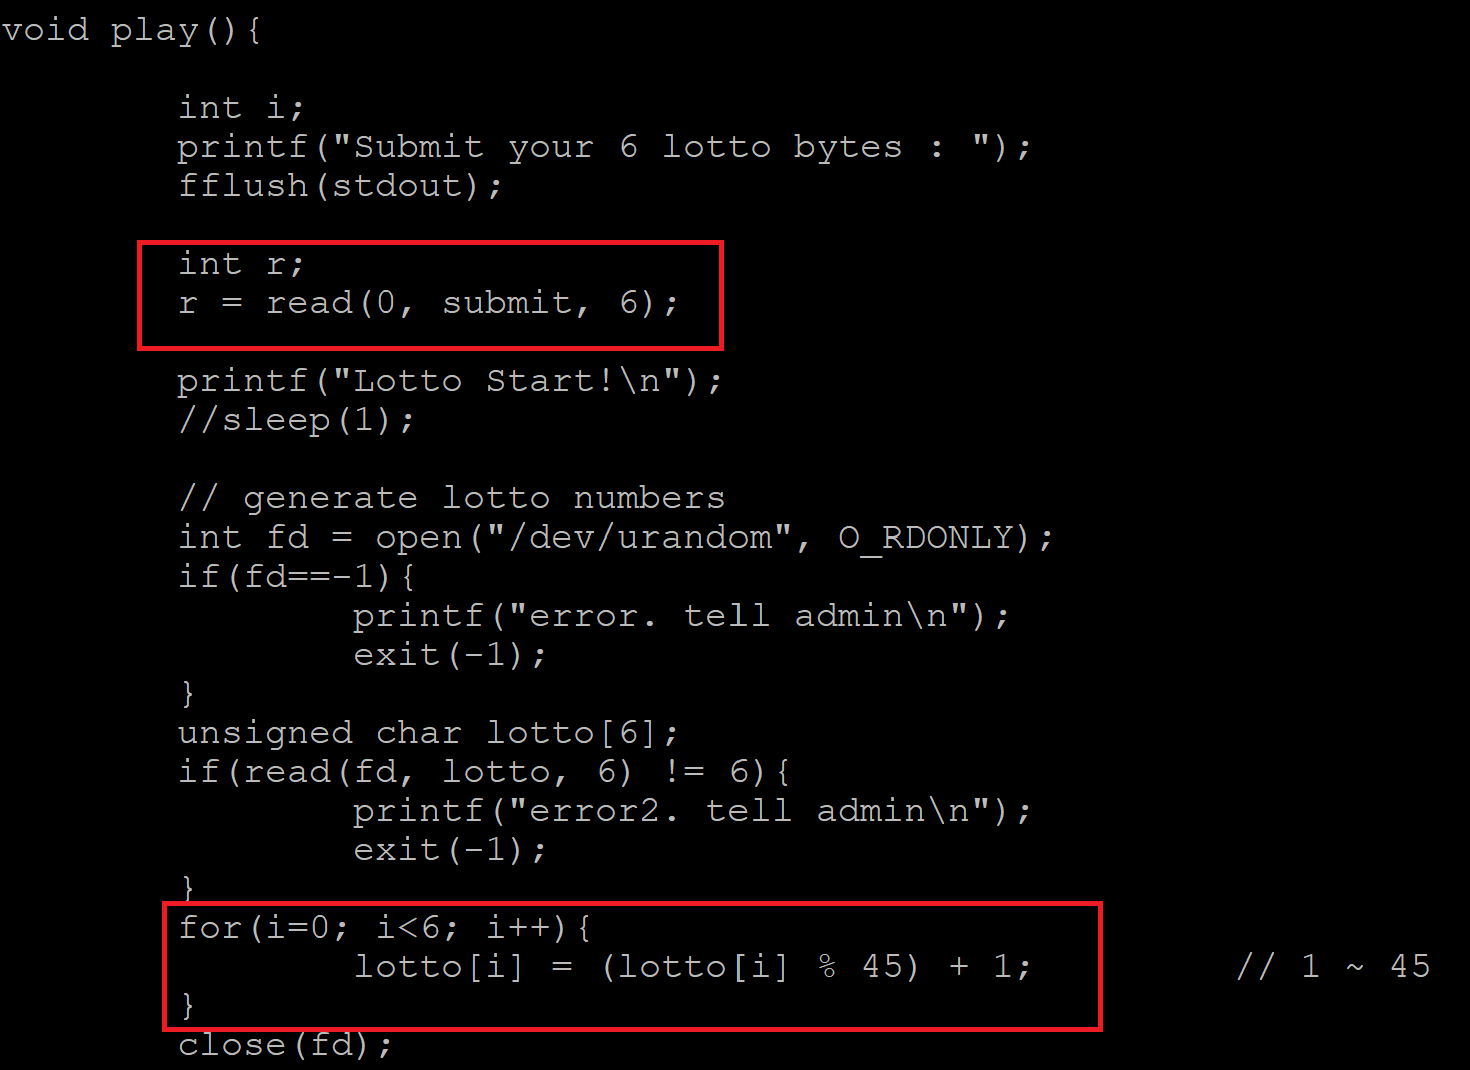 void play(){
int i;
printf("Submit your 6 lotto bytes : ");
fflush(stdout);
int r;
r = read(0, submit, 6);
printf("Lotto Start!\n");
//sleep(1);
// generate lotto numbers
int fd = open("/dev/urandom", O_RDONLY);
if(fd==-1){
printf("error. tell admin\n");
exit(-1);
}
unsigned char lotto[6];
if(read(fd, lotto, 6) != 6){
printf("error2. tell admin\n");
exit(-1);
}
for(i=0; i<6; i++){
lotto[i] = (lotto[i] % 45) + 1; // 1 ~ 45
}
close(fd);